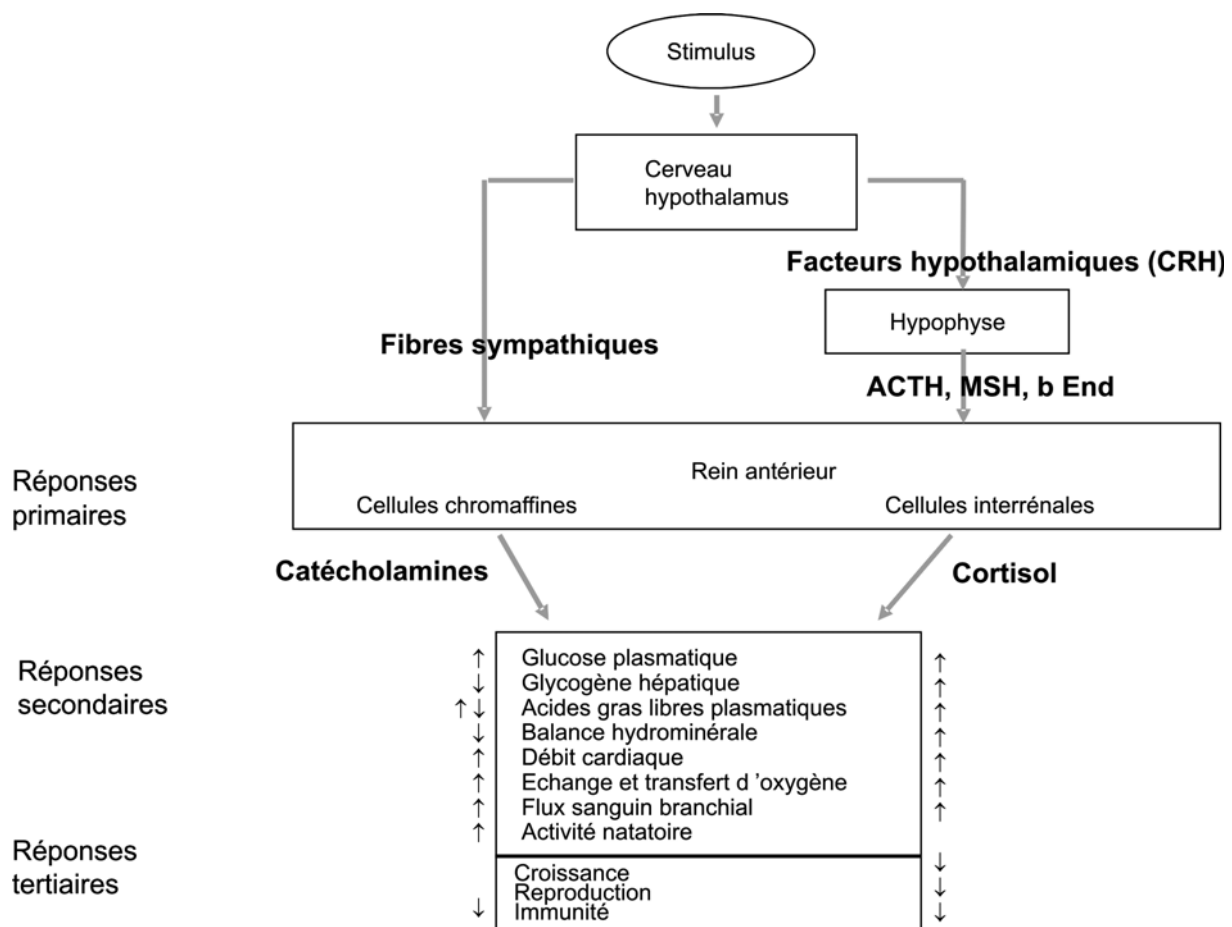 Stimulus
Cerveau
hypothalamus
Facteurs hypothalamiques (CRH)
Hypophyse
Fibres sympathiques
ACTH, MSH, b End
Réponses
primaires
Rein antérieur
Cellules chromaffines
Cellules interrénales
Catécholamines
Cortisol
Réponses
secondaires
↑ Glucose plasmatique ↑
↓ Glycogène hépatique ↑
↑ ↓ Acides gras libres plasmatiques ↑
↓ Balance hydrominérale ↑
↑ Débit cardiaque ↑
↑ Echange et transfert d ’oxygène ↑
↑ Flux sanguin branchial ↑
↑ Activité natatoire
Réponses
tertiaires
Croissance ↓
Reproduction ↓
↓ Immunité ↓